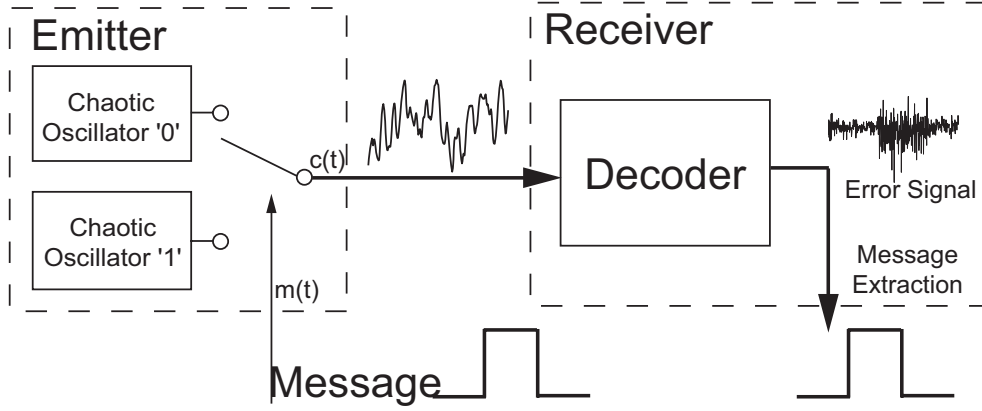 Emitter
Chaotic
Oscillator '0'
Chaotic
Oscillator '1'
c(t)
m(t)
Message
Receiver
Decoder
Error Signal
Message
Extraction